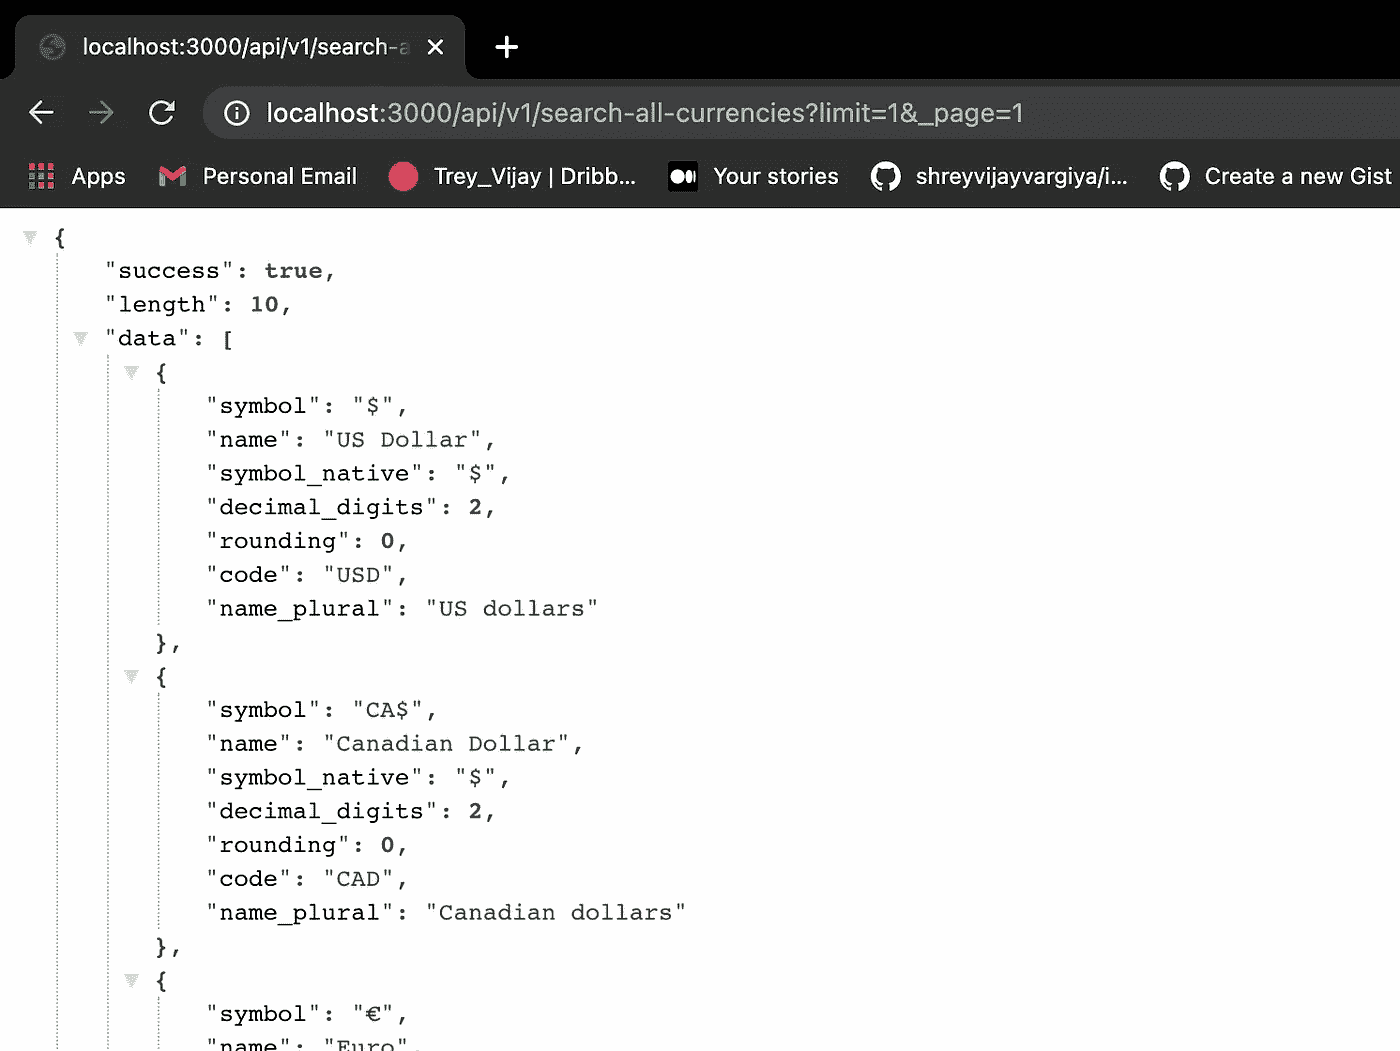 localhost:3000/api/v1/search-a
localhost:3000/api/v1/search-all-currencies?limit=1&_page=1
Apps Personal Email Trey_Vijay | Dribb... Your stories shreyvijayvargiya/i... Create a new Gist
{
"success": true,
"length": 10,
"data": [
{
"symbol": "$",
"name": "US Dollar",
"symbol_native": "$",
"decimal_digits": 2,
"rounding": 0,
"code": "USD",
"name_plural": "US dollars"
},
{
"symbol": "CA$",
"name": "Canadian Dollar",
"symbol_native": "$",
"decimal_digits": 2,
"rounding": 0,
"code": "CAD",
"name_plural": "Canadian dollars"
},
{
"symbol": "€",
"name": "Euro",